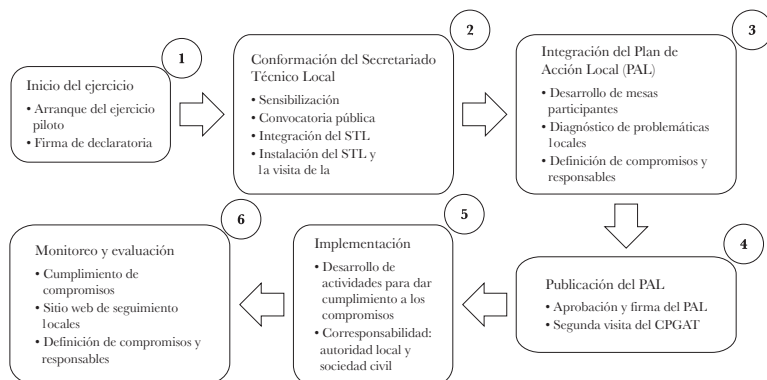 1
Inicio del ejercicio
• Arranque del ejercicio
piloto
• Firma de declaratoria
2
Conformación del Secretariado
Técnico Local
• Sensibilización
• Convocatoria pública
• Integración del STL
• Instalación del STL y
la visita de la
3
Integración del Plan de
Acción Local (PAL)
• Desarrollo de mesas
participantes
• Diagnóstico de problemáticas
locales
• Definición de compromisos y
responsables
4
Publicación del PAL
• Aprobación y firma del PAL
• Segunda visita del CPGAT
5
Implementación
• Desarrollo de
actividades para dar
cumplimiento a los
compromisos
• Corresponsabilidad:
autoridad local y
sociedad civil
6
Monitoreo y evaluación
• Cumplimiento de
compromisos
• Sitio web de seguimiento
locales
• Definición de compromisos y
responsables